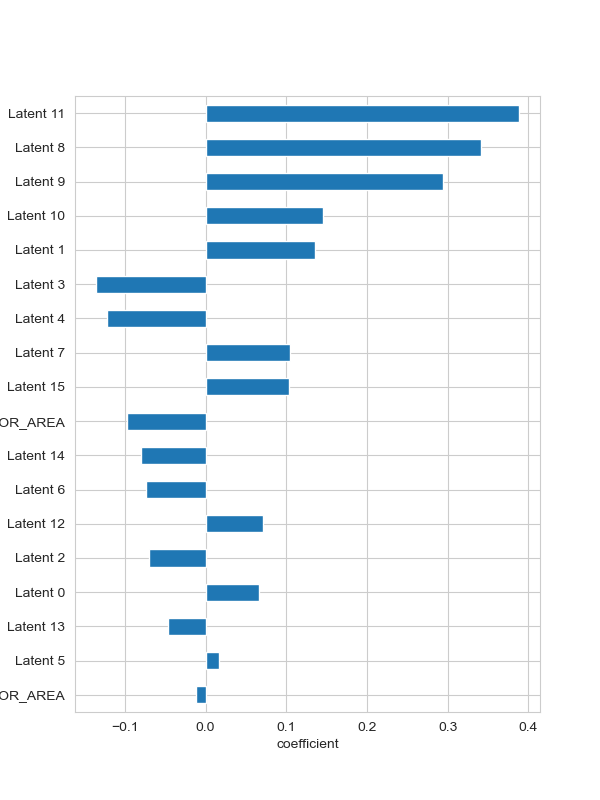 Latent 11
Latent 8
Latent 9
Latent 10
Latent 1
Latent 3
Latent 4
Latent 7
Latent 15
OR_AREA
Latent 14
Latent 6
Latent 12
Latent 2
Latent 0
Latent 13
Latent 5
OR_AREA
−0.1 0.0 0.1 0.2 0.3 0.4
coefficient